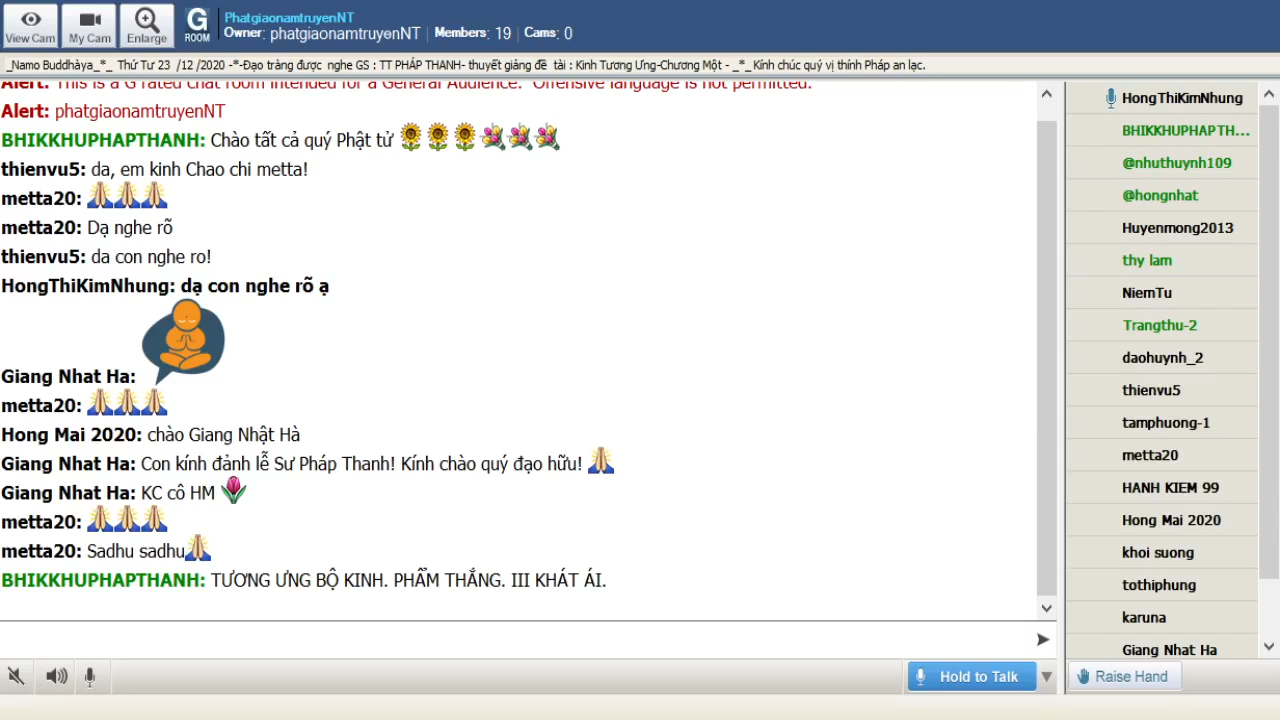 View Cam
My Cam
Enlarge
G
ROOM
PhatgiaonamtruyenNT
Owner: phatgiaonamtruyenNT | Members: 19 | Cams: 0
_Namo Buddhàya_*_ Thứ Tư 23 /12 /2020 -*-Đạo tràng được nghe GS : TT PHÁP THANH- thuyết giảng đề tài : Kinh Tương Ưng-Chương Một - _*_Kính chúc quý vị thính Pháp an lạc.
Alert: This is a G rated chat room intended for a General Audience. Offensive language is not permitted.
Alert: phatgiaonamtruyenNT
BHIKKHUPHAPTHANH: Chào tất cả quý Phật tử
thienvu5: da, em kinh Chao chi metta!
metta20:
metta20: Dạ nghe rõ
thienvu5: da con nghe ro!
HongThiKimNhung: dạ con nghe rõ ạ
Giang Nhat Ha:
metta20:
Hong Mai 2020: chào Giang Nhật Hà
Giang Nhat Ha: Con kính đảnh lễ Sư Pháp Thanh! Kính chào quý đạo hữu!
Giang Nhat Ha: KC cô HM
metta20:
metta20: Sadhu sadhu
BHIKKHUPHAPTHANH: TƯƠNG ƯNG BỘ KINH. PHẨM THẮNG. III KHÁT ÁI.
HongThiKimNhung
BHIKKHUPHAPTH...
@nhuthuynh109
@hongnhat
Huyenmong2013
thy lam
NiemTu
Trangthu-2
daohuynh_2
thienvu5
tamphuong-1
metta20
HANH KIEM 99
Hong Mai 2020
khoi suong
tothiphung
karuna
Giang Nhat Ha
Hold to Talk
Raise Hand